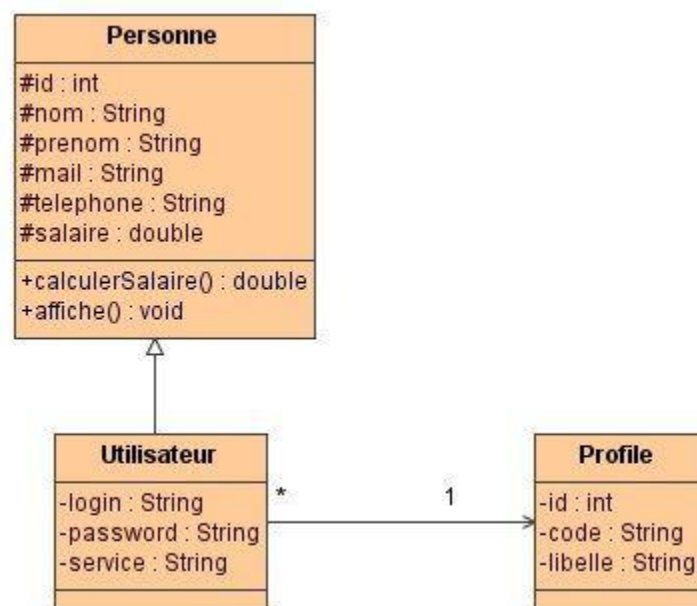 Personne
#id : int
#nom : String
#prenom : String
#mail : String
#telephone : String
#salaire : double
+calculerSalaire() : double
+affiche() : void
Utilisateur
-login : String
-password : String
-service : String
* 1
Profile
-id : int
-code : String
-libelle : String